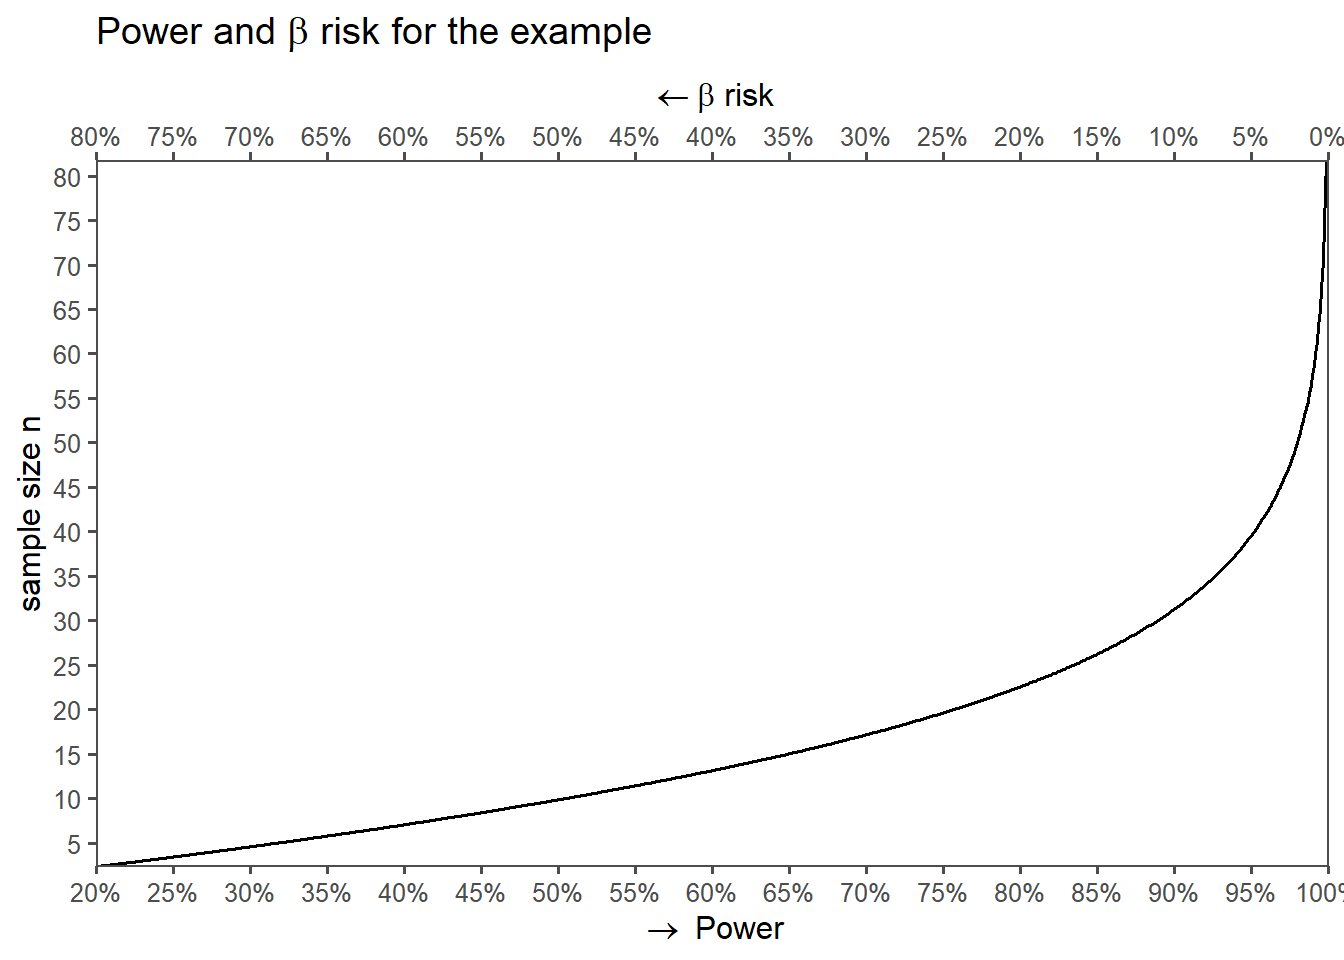 Power and β risk for the example
← β risk
80% 75% 70% 65% 60% 55% 50% 45% 40% 35% 30% 25% 20% 15% 10% 5% 0%
80
75
70
65
60
55
50
45
40
35
30
25
20
15
10
5
sample size n
20% 25% 30% 35% 40% 45% 50% 55% 60% 65% 70% 75% 80% 85% 90% 95% 100%
→ Power